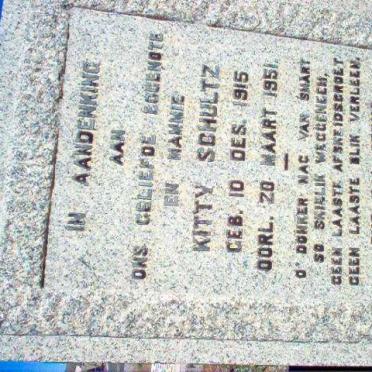 IN AANDENKING
AAN
ONS GELIEFDE EGGENOTE
EN MAMMIE
KITTY SCHULTZ
GEB. 10 DES. 1915
OORL. 20 MAART 1951.
O' DONKER NAG VAN SMART
SO SKIELIK WEGGENEEM,
GEEN LAASTE AFSKEIDSGROET
GEEN LAASTE BLIK VERLEEN.